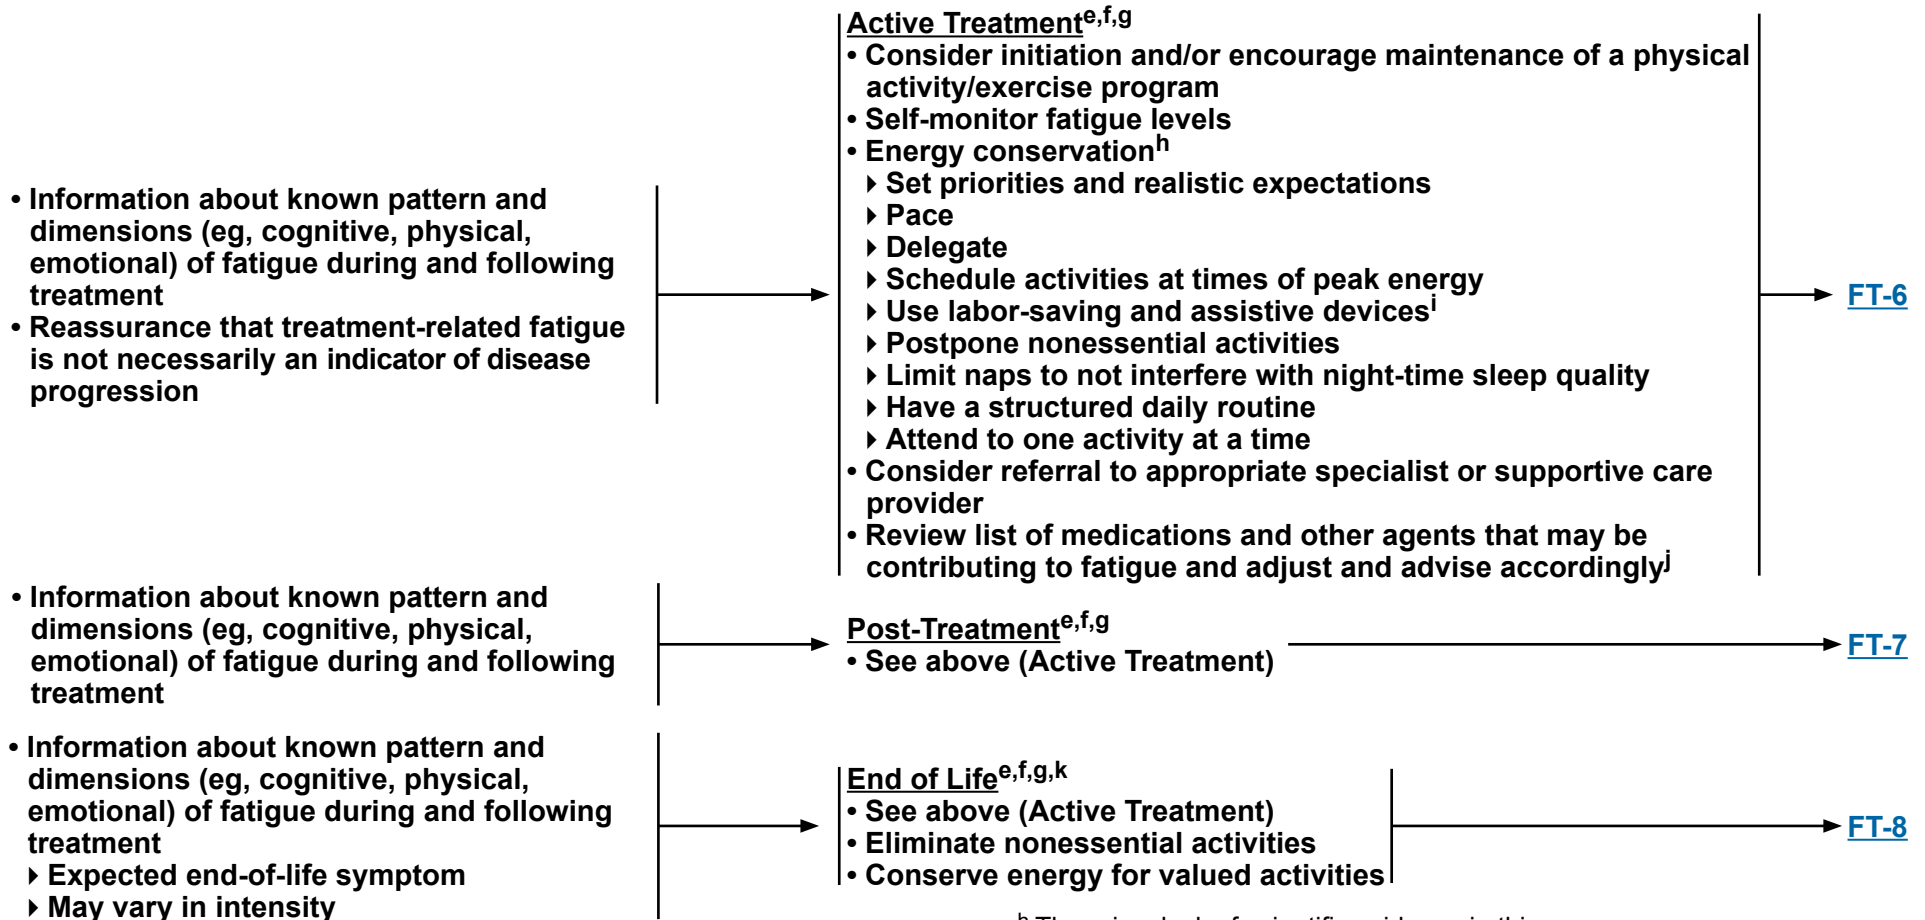 • Information about known pattern and
dimensions (eg, cognitive, physical,
emotional) of fatigue during and following
treatment
• Reassurance that treatment-related fatigue
is not necessarily an indicator of disease
progression
Active Treatment e,f,g
• Consider initiation and/or encourage maintenance of a physical
activity/exercise program
• Self-monitor fatigue levels
• Energy conservation h
▸ Set priorities and realistic expectations
▸ Pace
▸ Delegate
▸ Schedule activities at times of peak energy
▸ Use labor-saving and assistive devices i
▸ Postpone nonessential activities
▸ Limit naps to not interfere with night-time sleep quality
▸ Have a structured daily routine
▸ Attend to one activity at a time
• Consider referral to appropriate specialist or supportive care
provider
• Review list of medications and other agents that may be
contributing to fatigue and adjust and advise accordingly j
FT-6
• Information about known pattern and
dimensions (eg, cognitive, physical,
emotional) of fatigue during and following
treatment
Post-Treatment e,f,g
• See above (Active Treatment)
FT-7
• Information about known pattern and
dimensions (eg, cognitive, physical,
emotional) of fatigue during and following
treatment
▸ Expected end-of-life symptom
▸ May vary in intensity
End of Life e,f,g,k
• See above (Active Treatment)
• Eliminate nonessential activities
• Conserve energy for valued activities
FT-8